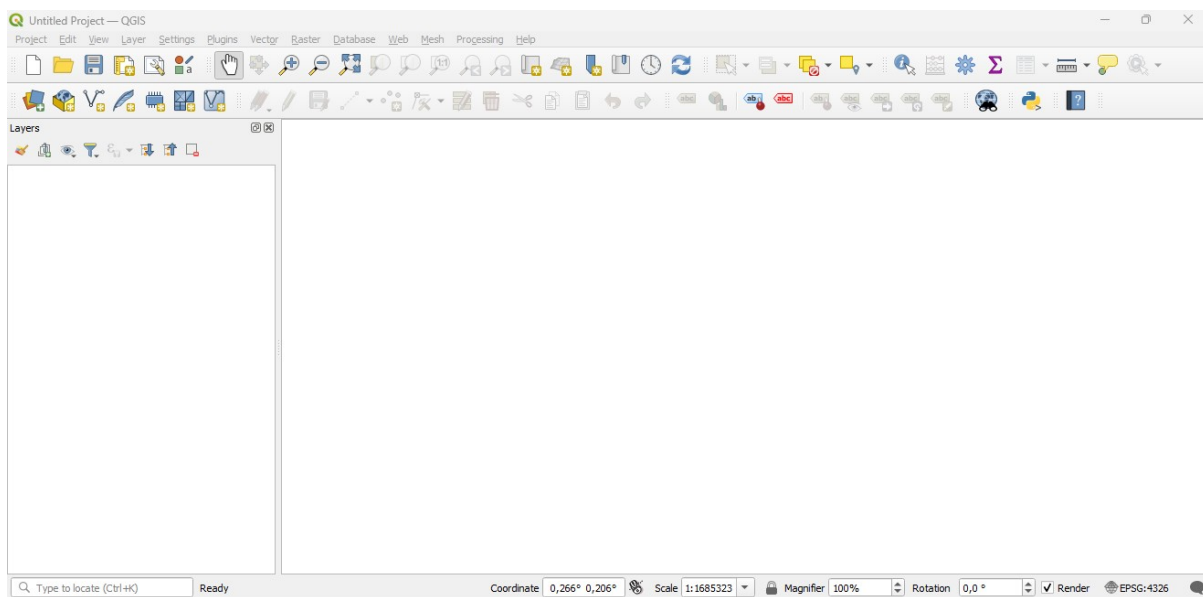 Untitled Project — QGIS
Project Edit View Layer Settings Plugins Vector Raster Database Web Mesh Processing Help
Layers
Type to locate (Ctrl+K) Ready Coordinate 0,266° 0,206° Scale 1:1685323 Magnifier 100% Rotation 0,0 ° Render EPSG:4326